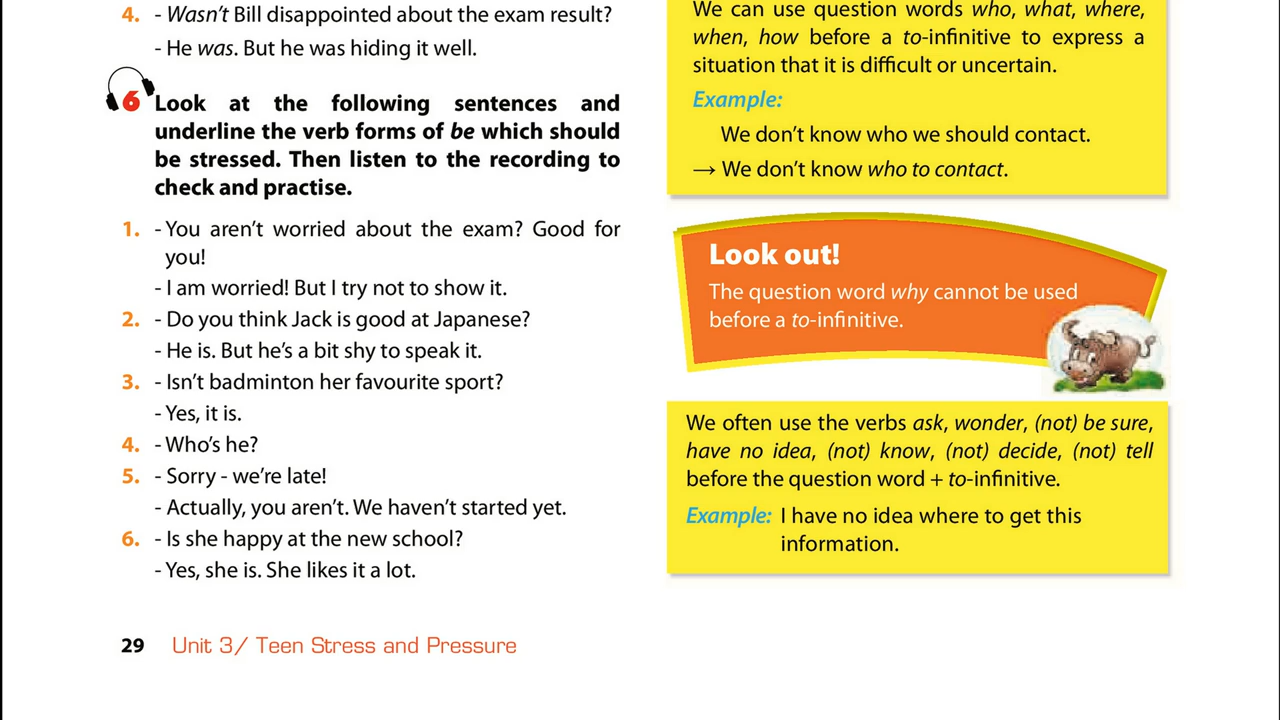 4. - Wasn't Bill disappointed about the exam result?
- He was. But he was hiding it well.
6 Look at the following sentences and
underline the verb forms of be which should
be stressed. Then listen to the recording to
check and practise.
1. - You aren't worried about the exam? Good for
you!
- I am worried! But I try not to show it.
2. - Do you think Jack is good at Japanese?
- He is. But he's a bit shy to speak it.
3. - Isn't badminton her favourite sport?
- Yes, it is.
4. - Who's he?
5. - Sorry - we're late!
- Actually, you aren't. We haven't started yet.
6. - Is she happy at the new school?
- Yes, she is. She likes it a lot.
29 Unit 3/ Teen Stress and Pressure
We can use question words who, what, where,
when, how before a to-infinitive to express a
situation that it is difficult or uncertain.
Example:
We don't know who we should contact.
→ We don't know who to contact.
Look out!
The question word why cannot be used
before a to-infinitive.
We often use the verbs ask, wonder, (not) be sure,
have no idea, (not) know, (not) decide, (not) tell
before the question word + to-infinitive.
Example: I have no idea where to get this
information.